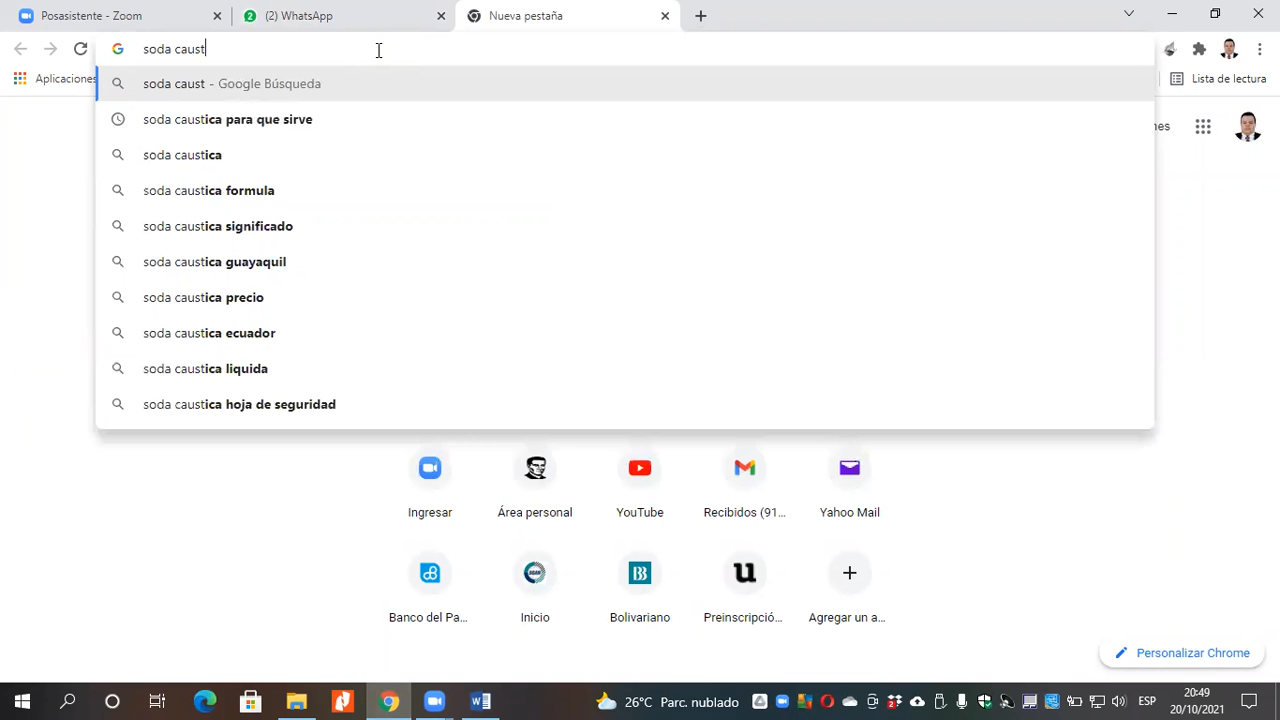 Posasistente - Zoom
(2) WhatsApp
Nueva pestaña
soda caust
Aplicaciones
Lista de lectura
soda caust - Google Búsqueda
soda caustica para que sirve
nes
soda caustica
soda caustica formula
soda caustica significado
soda caustica guayaquil
soda caustica precio
soda caustica ecuador
soda caustica liquida
soda caustica hoja de seguridad
Ingresar
Área personal
YouTube
Recibidos (91...
Yahoo Mail
Banco del Pa...
Inicio
Bolivariano
Preinscripció...
Agregar un a...
Personalizar Chrome
26°C Parc. nublado
ESP
20:49
20/10/2021